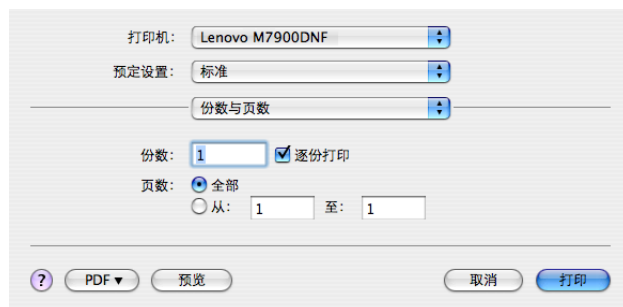 打印机: Lenovo M7900DNF
预定设置: 标准
份数与页数
份数: 1 逐份打印
页数: 全部
从: 1 至: 1
? PDF▼ 预览 取消 打印